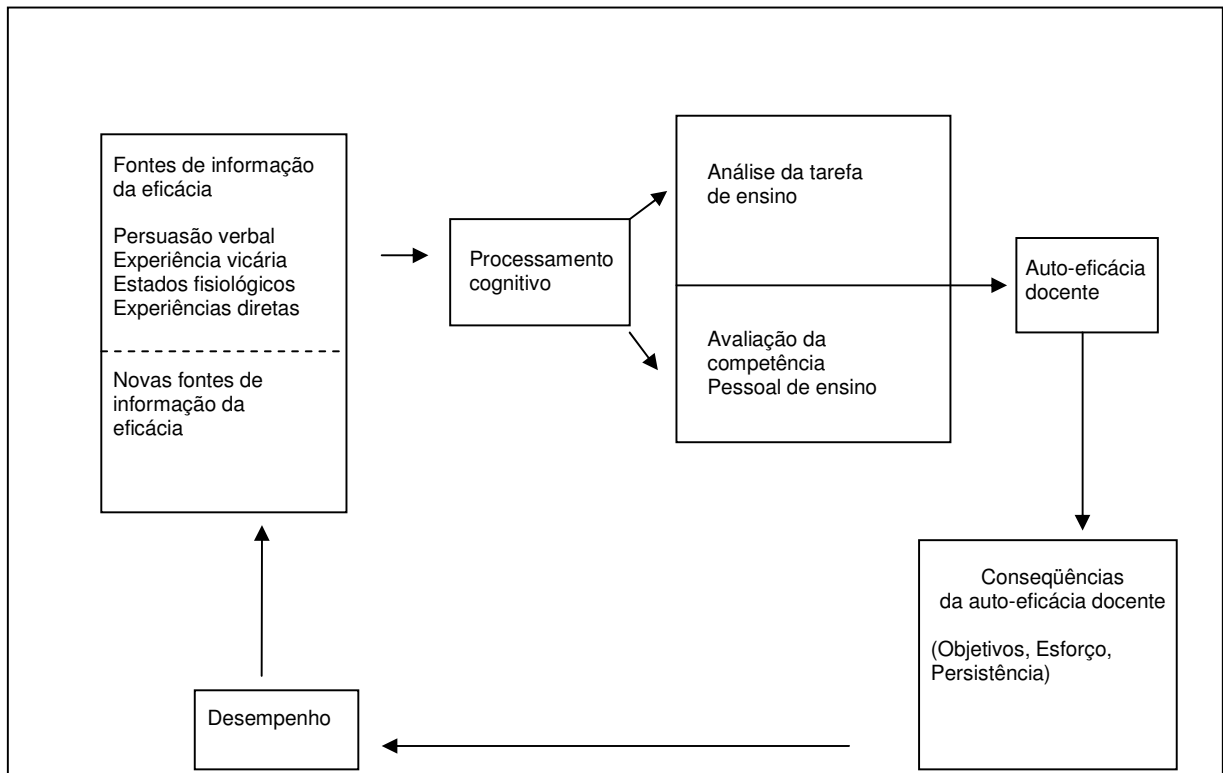 Fontes de informação
da eficácia
Persuasão verbal
Experiência vicária
Estados fisiológicos
Experiências diretas
Novas fontes de
informação da
eficácia
Processamento
cognitivo
Análise da tarefa
de ensino
Avaliação da
competência
Pessoal de ensino
Auto-eficácia
docente
Conseqüências
da auto-eficácia docente
(Objetivos, Esforço,
Persistência)
Desempenho